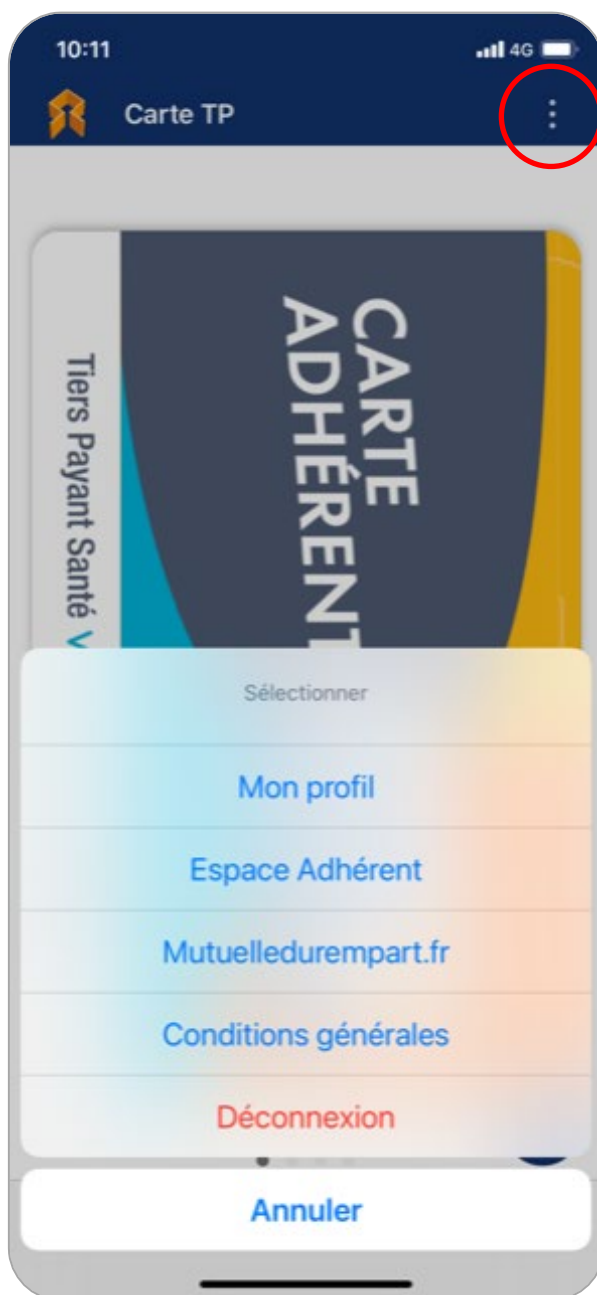 10:11
4G
Carte TP
CARTE
ADHÉRENT
Tiers Payant Santé
Sélectionner
Mon profil
Espace Adhérent
Mutuelledurempart.fr
Conditions générales
Déconnexion
Annuler